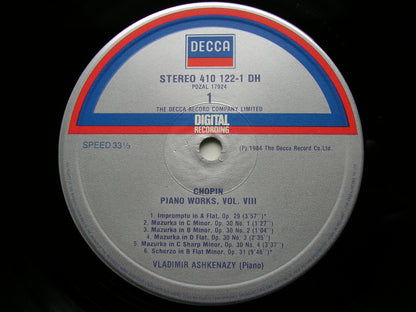 DECCA
STEREO 410 122-1 DH
PDZAL 17924
1
THE DECCA RECORD COMPANY LIMITED
DIGITAL
RECORDING
SPEED 33⅓
(P) 1984 The Decca Record Co. Ltd.
CHOPIN
PIANO WORKS, VOL. VIII
1. Impromptu in A Flat, Op. 29 (3'57")*
2. Mazurka in C Minor, Op. 30 No. 1 (1'27")
3. Mazurka in B Minor, Op. 30 No. 2 (1'04")
4. Mazurka in D Flat, Op. 30 No. 3 (2'35")
5. Mazurka in C Sharp Minor, Op. 30 No. 4 (3'37")
6. Scherzo in B Flat Minor, Op. 31 (9'46")*
VLADIMIR ASHKENAZY (Piano)